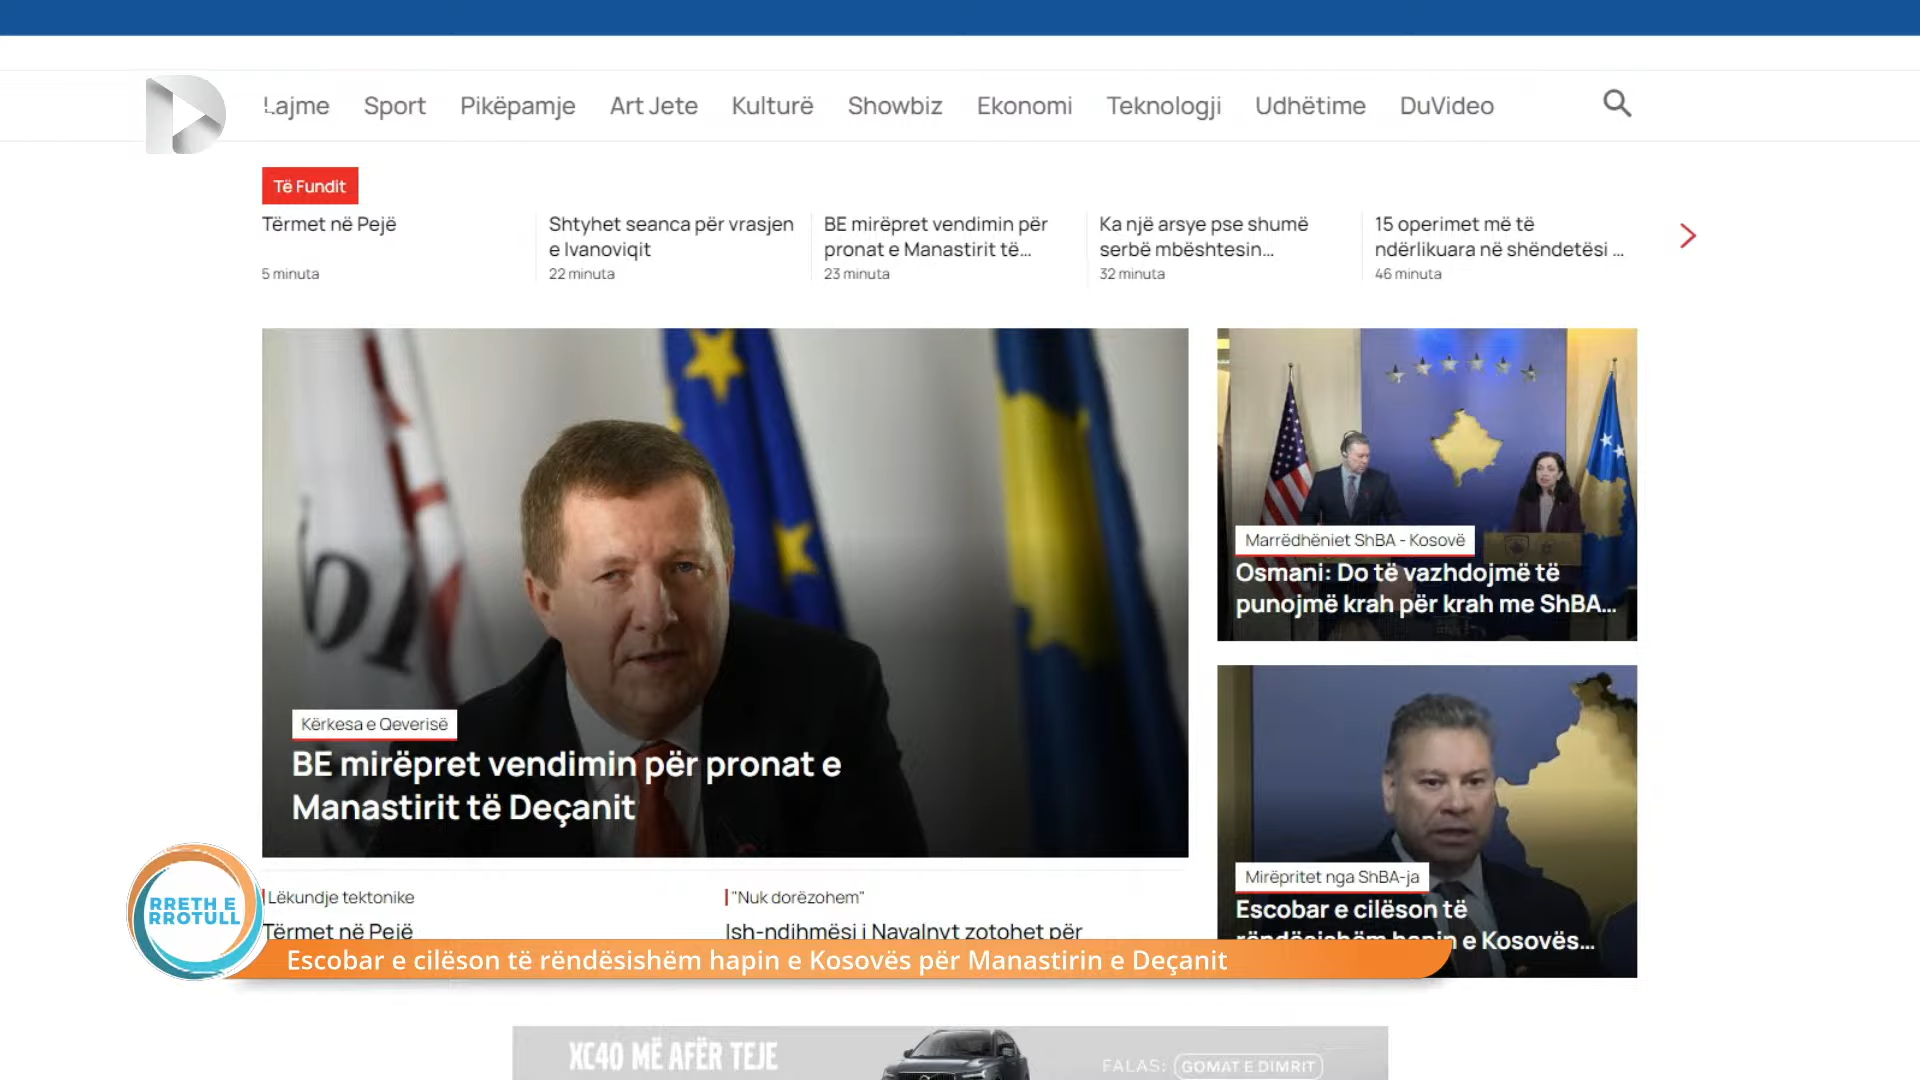 Lajme Sport Pikëpamje Art Jete Kulturë Showbiz Ekonomi Teknologji Udhëtime DuVideo
Të Fundit
Tërmet në Pejë
5 minuta
Shtyhet seanca për vrasjen
e Ivanoviqit
22 minuta
BE mirëpret vendimin për
pronat e Manastirit të...
23 minuta
Ka një arsye pse shumë
serbë mbështesin...
32 minuta
15 operimet më të
ndërlikuara në shëndetësi ...
46 minuta
Kërkesa e Qeverisë
BE mirëpret vendimin për pronat e
Manastirit të Deçanit
Marrëdhëniet ShBA - Kosovë
Osmani: Do të vazhdojmë të
punojmë krah për krah me ShBA...
Mirëpritet nga ShBA-ja
Escobar e cilëson të
rëndësishëm hapin e Kosovës...
Lëkundje tektonike
Tërmet në Pejë
"Nuk dorëzohem"
Ish-ndihmësi i Navalnyt zotohet për
RRETH E
RROTULL
Escobar e cilëson të rëndësishëm hapin e Kosovës për Manastirin e Deçanit
XC40 MË AFËR TEJE
FALAS: GOMAT E DIMRIT